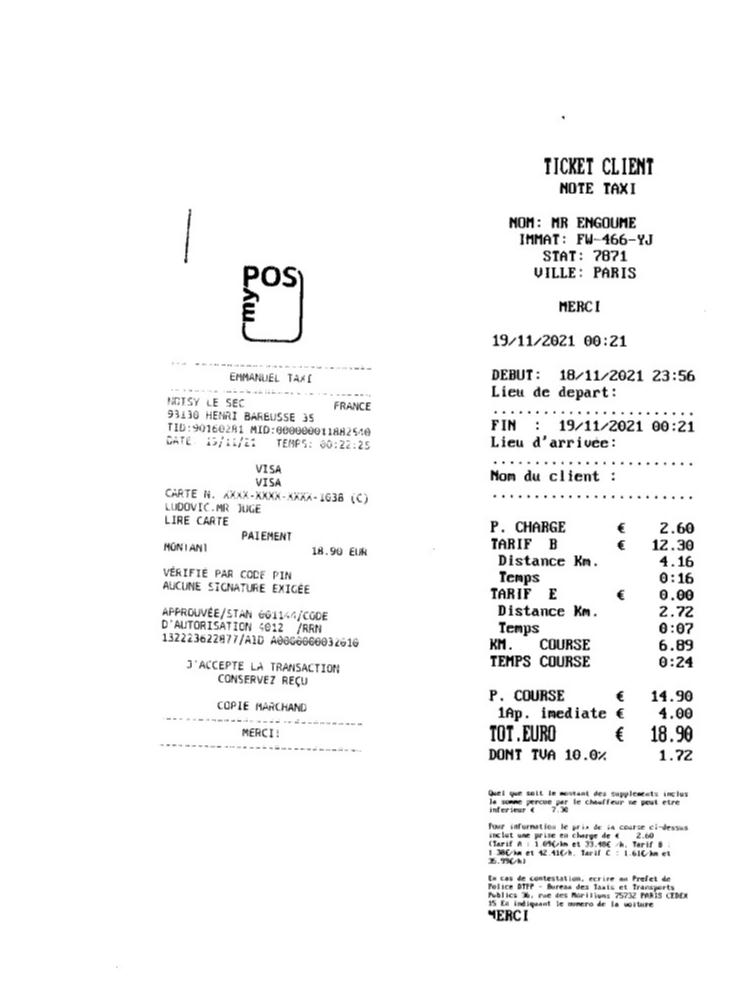 my POS
EMMANUEL TAXI
NOISY LE SEC FRANCE
93130 HENRI BARBUSSE 35
TID:90160281 MID:000000011882540
DATE TEMPS: 00:22:25
VISA
VISA
CARTE N. XXXX-XXXX-XXXX-1638 (C)
LUDOVIC.MR JUGE
LIRE CARTE
PAIEMENT
MONTANT 18.90 EUR
VÉRIFIÉ PAR CODE PIN
AUCUNE SIGNATURE EXIGÉE
APPROUVÉE/STAN /CODE
D'AUTORISATION 4012 /RRN
132223622877/AID A0000000032010
J'ACCEPTE LA TRANSACTION
CONSERVEZ REÇU
COPIE MARCHAND
MERCI!
TICKET CLIENT
NOTE TAXI
NOM: MR ENGOUME
IMMAT: FW-466-YJ
STAT: 7871
VILLE: PARIS
MERCI
19/11/2021 00:21
DEBUT: 18/11/2021 23:56
Lieu de depart:
........................
FIN : 19/11/2021 00:21
Lieu d'arrivée:
........................
Nom du client :
........................
P. CHARGE € 2.60
TARIF B € 12.30
Distance Km. 4.16
Temps 0:16
TARIF E € 0.00
Distance Km. 2.72
Temps 0:07
KM. COURSE 6.89
TEMPS COURSE 0:24
P. COURSE € 14.90
1Ap. imediate € 4.00
TOT.EURO € 18.90
DONT TVA 10.0% 1.72
Quel que soit le montant des supplements inclus
la somme percue par le chauffeur ne peut etre
inferieur € 7.30
Pour information le prix de la course ci-dessus
inclut une prise en charge de € 2.60
(Tarif A : 1.09€/km et 33.48€ /h, Tarif B :
1.38€/km et 42.41€/h, Tarif C : 1.61€/km et
35.99€/h)
En cas de contestation, ecrire au Prefet de
Police DTPP - Bureau des Taxis et Transports
Publics 36, rue des Morillons 75732 PARIS CEDEX
15 En indiquant le numero de la voiture
MERCI